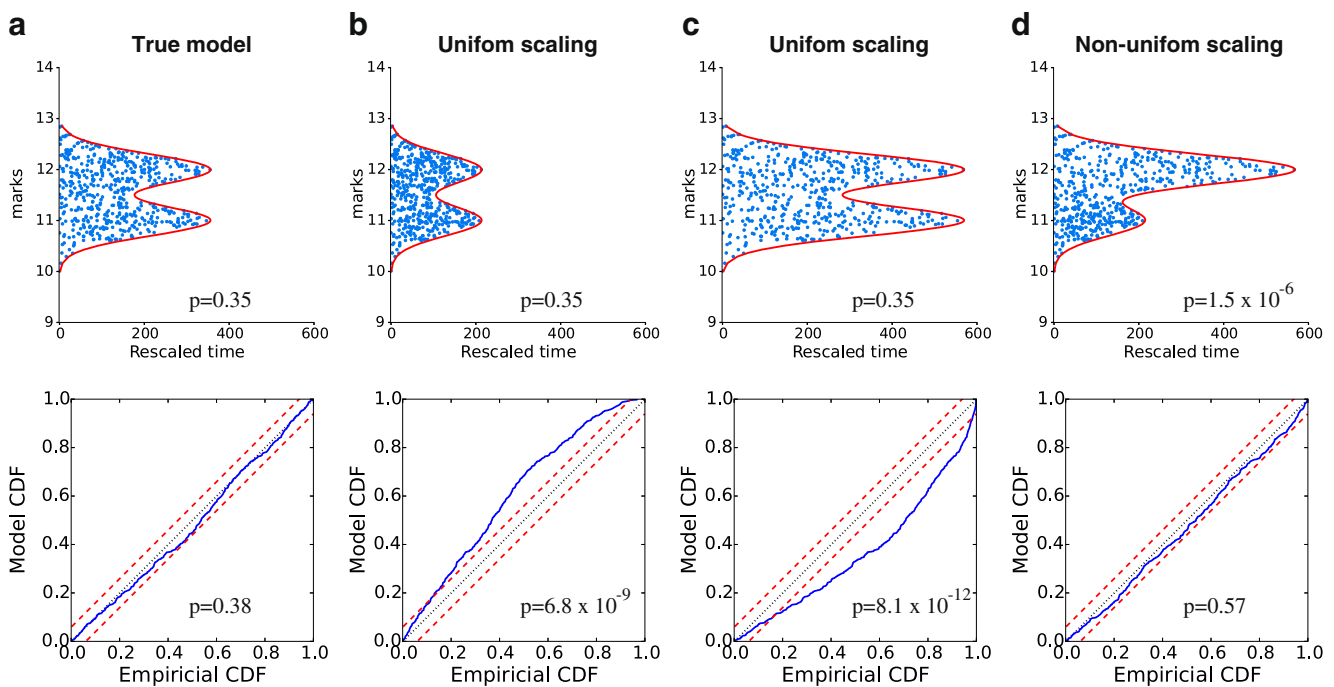 a
True model
14
13
12
11
10
9
marks
p=0.35
0 200 400 600
Rescaled time
b
Unifom scaling
14
13
12
11
10
9
marks
p=0.35
0 200 400 600
Rescaled time
c
Unifom scaling
14
13
12
11
10
9
marks
p=0.35
0 200 400 600
Rescaled time
d
Non-unifom scaling
14
13
12
11
10
9
marks
p=1.5 x 10^-6
0 200 400 600
Rescaled time
1.0
0.8
0.6
0.4
0.2
0.0
Model CDF
p=0.38
0.0 0.2 0.4 0.6 0.8 1.0
Empiricial CDF
1.0
0.8
0.6
0.4
0.2
0.0
Model CDF
p=6.8 x 10^-9
0.0 0.2 0.4 0.6 0.8 1.0
Empiricial CDF
1.0
0.8
0.6
0.4
0.2
0.0
Model CDF
p=8.1 x 10^-12
0.0 0.2 0.4 0.6 0.8 1.0
Empiricial CDF
1.0
0.8
0.6
0.4
0.2
0.0
Model CDF
p=0.57
0.0 0.2 0.4 0.6 0.8 1.0
Empiricial CDF